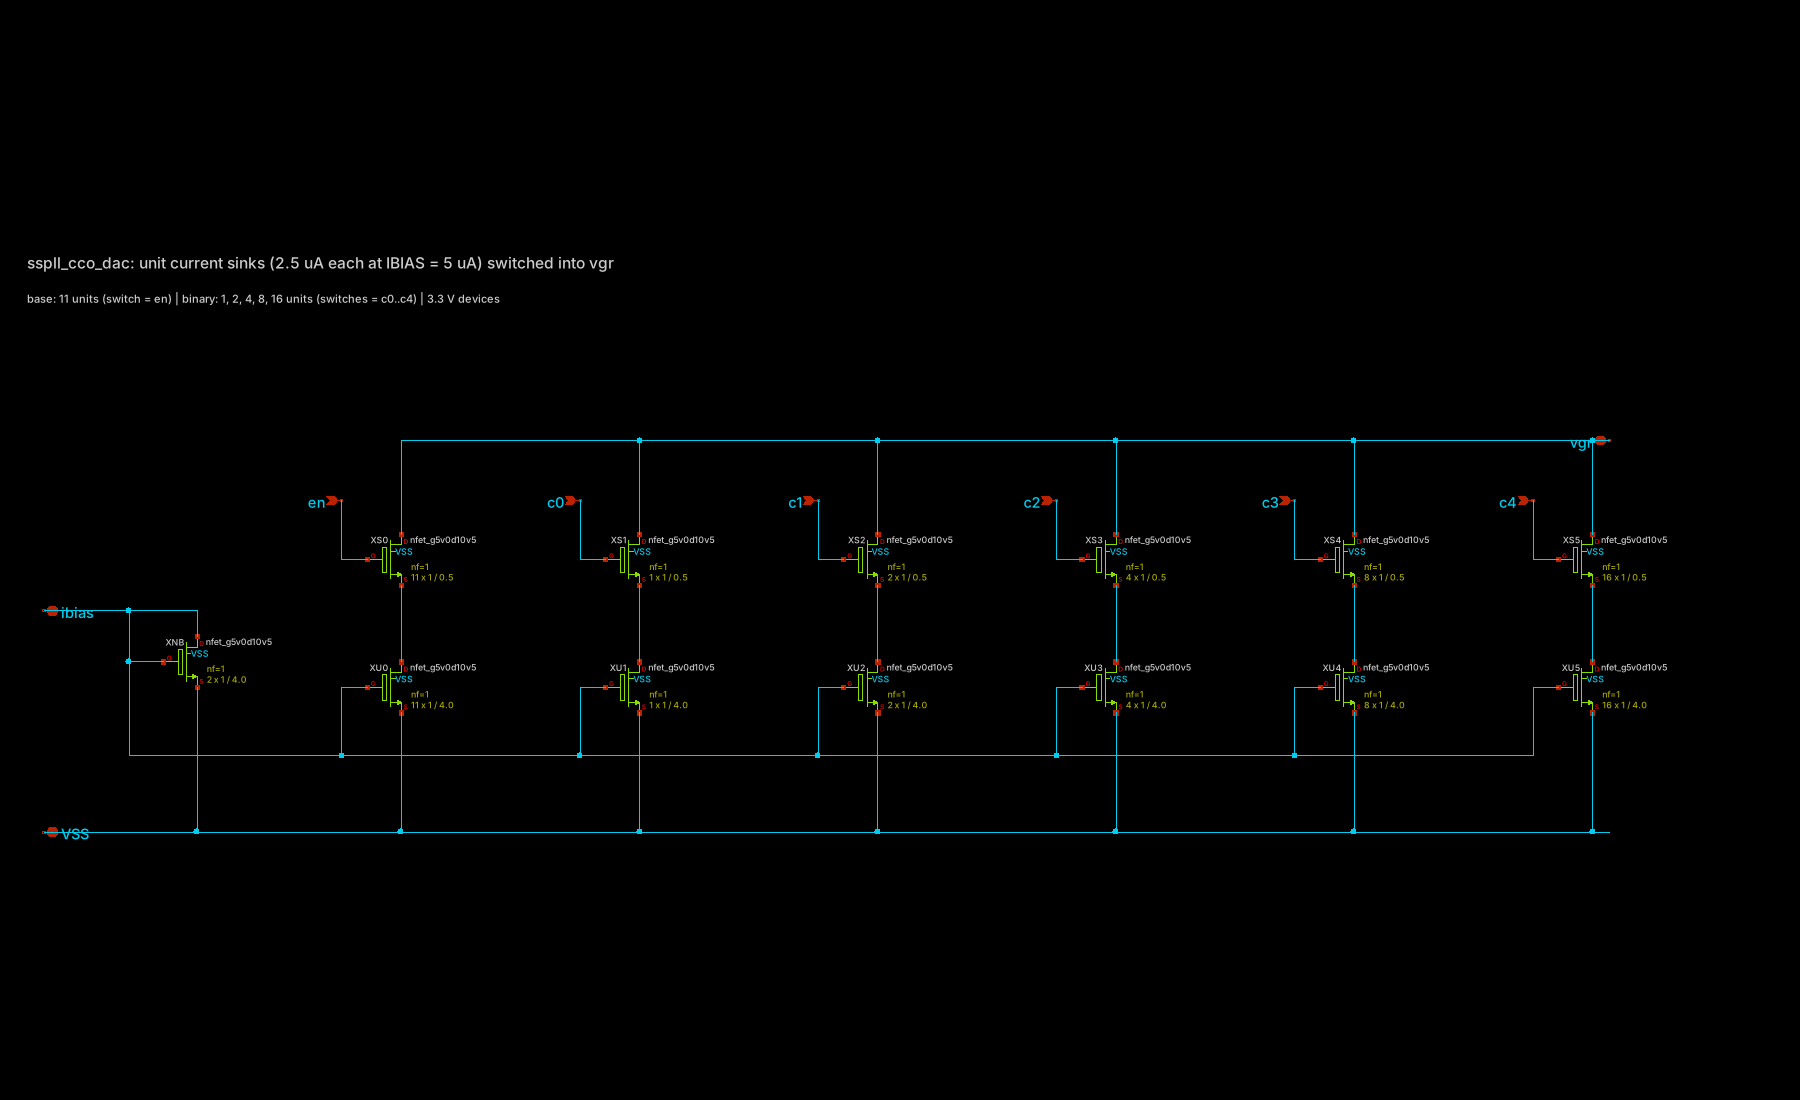 sspll_cco_dac: unit current sinks (2.5 uA each at IBIAS = 5 uA) switched into vgr
base: 11 units (switch = en) | binary: 1, 2, 4, 8, 16 units (switches = c0..c4) | 3.3 V devices
vgr
en
c0
c1
c2
c3
c4
XS0 nfet_g5v0d10v5
D
VSS
G
nf=1
11 x 1 / 0.5
S
XS1 nfet_g5v0d10v5
D
VSS
G
nf=1
1 x 1 / 0.5
S
XS2 nfet_g5v0d10v5
D
VSS
G
nf=1
2 x 1 / 0.5
S
XS3 nfet_g5v0d10v5
D
VSS
G
nf=1
4 x 1 / 0.5
S
XS4 nfet_g5v0d10v5
D
VSS
G
nf=1
8 x 1 / 0.5
S
XS5 nfet_g5v0d10v5
D
VSS
G
nf=1
16 x 1 / 0.5
S
ibias
XNB nfet_g5v0d10v5
D
VSS
G
nf=1
2 x 1 / 4.0
S
XU0 nfet_g5v0d10v5
D
VSS
G
nf=1
11 x 1 / 4.0
S
XU1 nfet_g5v0d10v5
D
VSS
G
nf=1
1 x 1 / 4.0
S
XU2 nfet_g5v0d10v5
D
VSS
G
nf=1
2 x 1 / 4.0
S
XU3 nfet_g5v0d10v5
D
VSS
G
nf=1
4 x 1 / 4.0
S
XU4 nfet_g5v0d10v5
D
VSS
G
nf=1
8 x 1 / 4.0
S
XU5 nfet_g5v0d10v5
D
VSS
G
nf=1
16 x 1 / 4.0
S
VSS